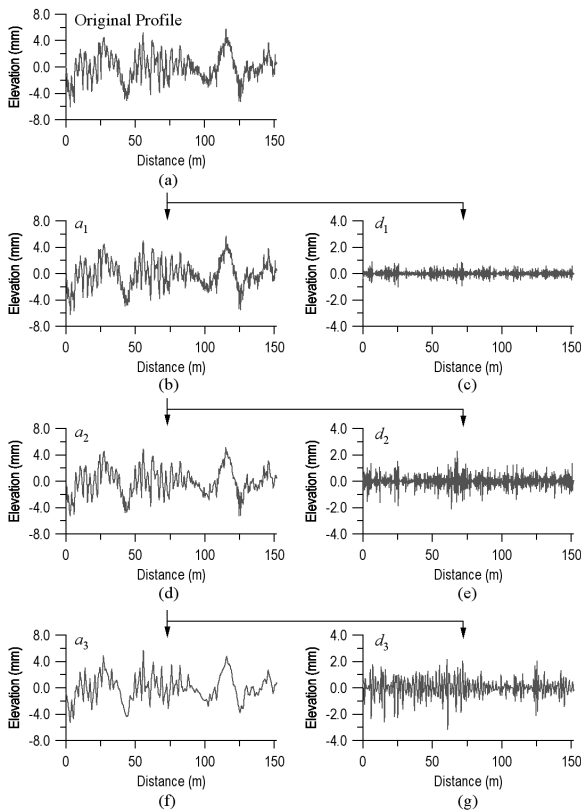 Original Profile
Elevation (mm)
8.0
4.0
0.0
-4.0
-8.0
0 50 100 150
Distance (m)
(a)
a1
Elevation (mm)
8.0
4.0
0.0
-4.0
-8.0
0 50 100 150
Distance (m)
(b)
d1
Elevation (mm)
4.0
2.0
0.0
-2.0
-4.0
0 50 100 150
Distance (m)
(c)
a2
Elevation (mm)
8.0
4.0
0.0
-4.0
-8.0
0 50 100 150
Distance (m)
(d)
d2
Elevation (mm)
4.0
2.0
0.0
-2.0
-4.0
0 50 100 150
Distance (m)
(e)
a3
Elevation (mm)
8.0
4.0
0.0
-4.0
-8.0
0 50 100 150
Distance (m)
(f)
d3
Elevation (mm)
4.0
2.0
0.0
-2.0
-4.0
0 50 100 150
Distance (m)
(g)